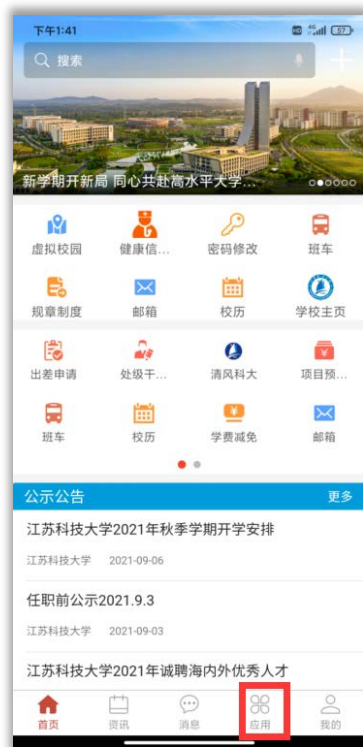 下午1:41
HD 4G 57
搜索
新学期开新局 同心共赴高水平大学...
虚拟校园 健康信... 密码修改 班车
规章制度 邮箱 校历 学校主页
出差申请 处级干... 清风科大 项目预...
班车 校历 学费减免 邮箱
公示公告 更多
江苏科技大学2021年秋季学期开学安排
江苏科技大学 2021-09-06
任职前公示2021.9.3
江苏科技大学 2021-09-03
江苏科技大学2021年诚聘海内外优秀人才
首页 资讯 消息 应用 我的